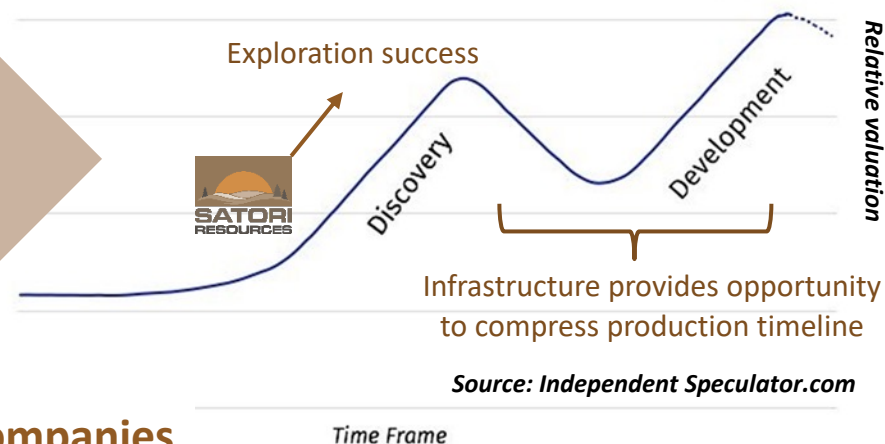 Exploration success
SATORI
RESOURCES
Discovery
Development
Relative valuation
Infrastructure provides opportunity
to compress production timeline
Source: Independent Speculator.com
Time Frame